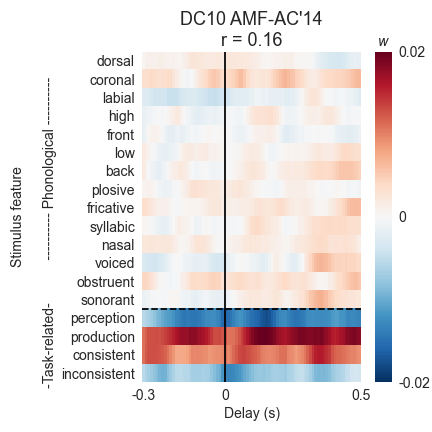 DC10 AMF-AC'14
r = 0.16
w
Stimulus feature
----------- Phonological -----------
-Task-related-
dorsal
coronal
labial
high
front
low
back
plosive
fricative
syllabic
nasal
voiced
obstruent
sonorant
perception
production
consistent
inconsistent
0.02
0
-0.02
-0.3
0
0.5
Delay (s)